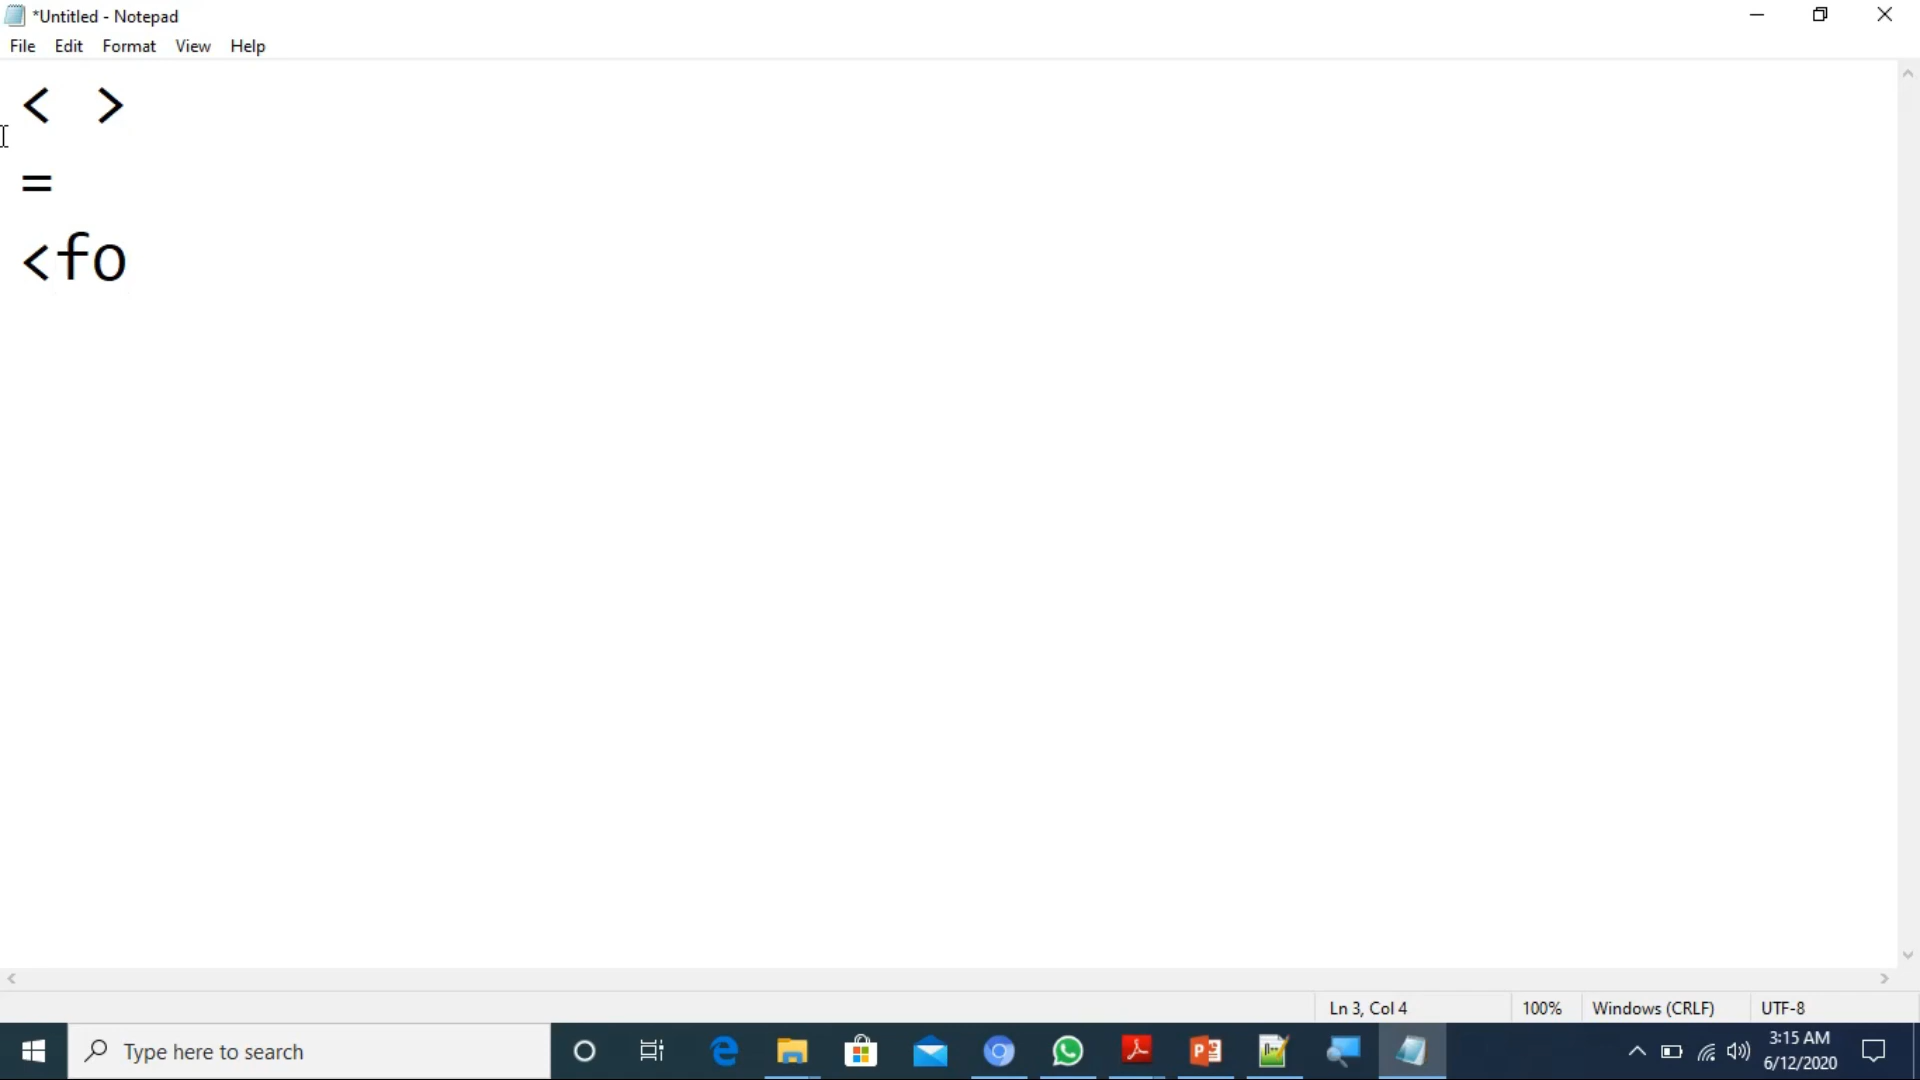 *Untitled - Notepad
File Edit Format View Help
< >
=
<fo
Ln 3, Col 4 100% Windows (CRLF) UTF-8
Type here to search
3:15 AM
6/12/2020